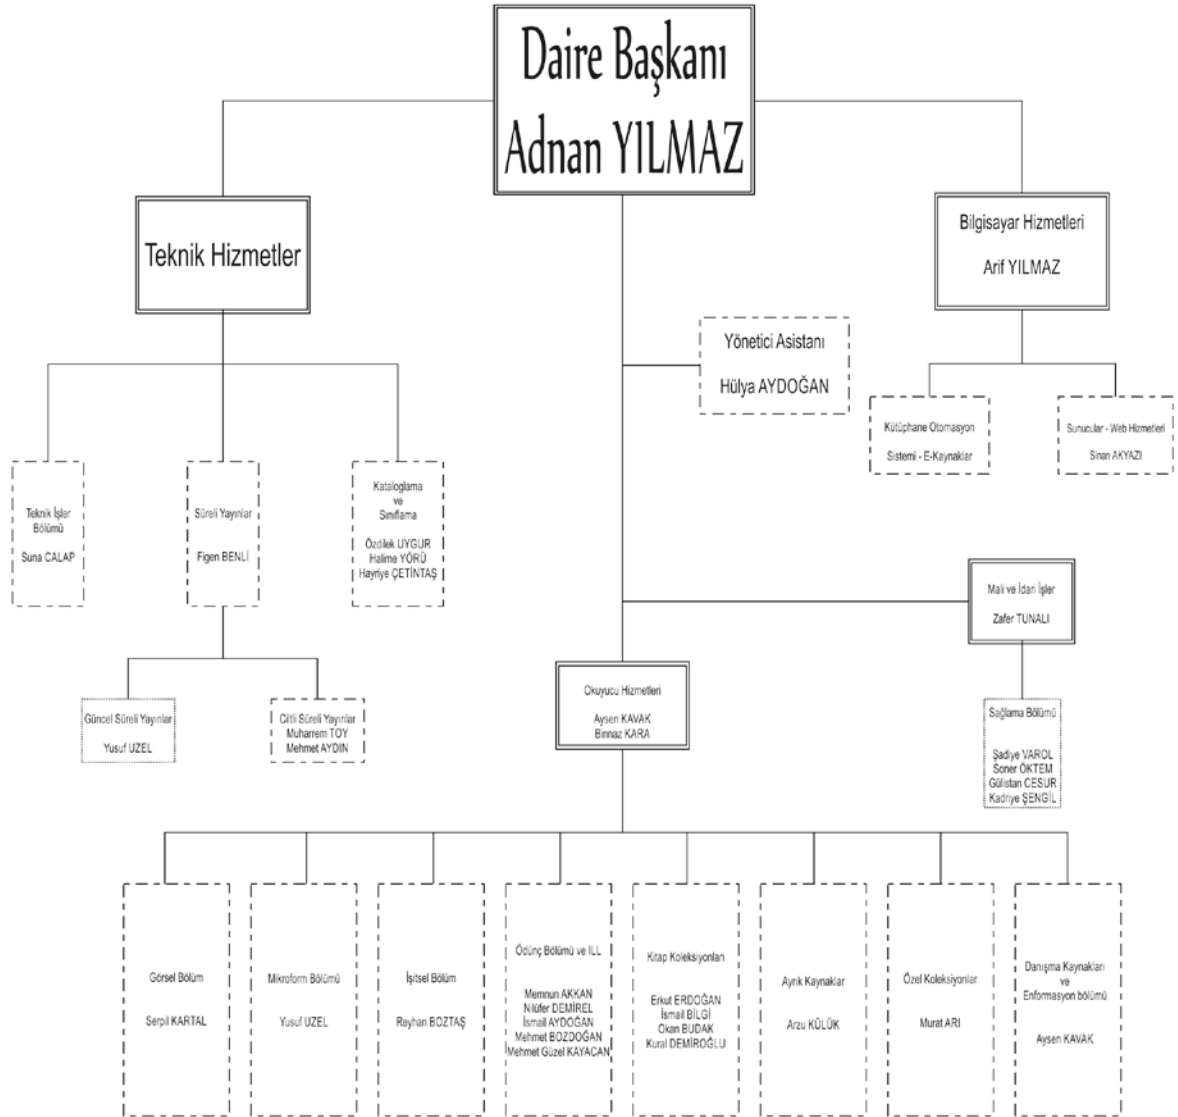 Daire Başkanı
Adnan YILMAZ
Teknik Hizmetler
Bilgisayar Hizmetleri
Arif YILMAZ
Yönetici Asistanı
Hülya AYDOĞAN
Kütüphane Otomasyon
Sistemi - E-Kaynaklar
Sunucular - Web Hizmetleri
Sinan AKYAZI
Teknik İşler
Bölümü
Suna CALAP
Süreli Yayınlar
Figen BENLİ
Kataloglama
ve
Sınıflama
Özdilek UYGUR
Halime YÖRÜ
Hayriye ÇETİNTAŞ
Mali ve İdari İşler
Zafer TUNALI
Güncel Süreli Yayınlar
Yusuf UZEL
Ciltli Süreli Yayınlar
Muharrem TOY
Mehmet AYDIN
Okuyucu Hizmetleri
Aysen KAVAK
Binnaz KARA
Sağlama Bölümü
Şadiye VAROL
Soner ÖKTEM
Gülistan CESUR
Kadriye ŞENGİL
Görsel Bölüm
Serpil KARTAL
Mikroform Bölümü
Yusuf UZEL
İşitsel Bölüm
Reyhan BOZTAŞ
Ödünç Bölümü ve ILL
Memnun AKKAN
Nilüfer DEMİREL
İsmail AYDOĞAN
Mehmet BOZDOĞAN
Mehmet Güzel KAYACAN
Kitap Koleksiyonları
Erkut ERDOĞAN
İsmail BİLGİ
Okan BUDAK
Kural DEMİROĞLU
Ayrık Kaynaklar
Arzu KÜLÜK
Özel Koleksiyonlar
Murat ARI
Danışma Kaynakları
ve
Enformasyon bölümü
Aysen KAVAK